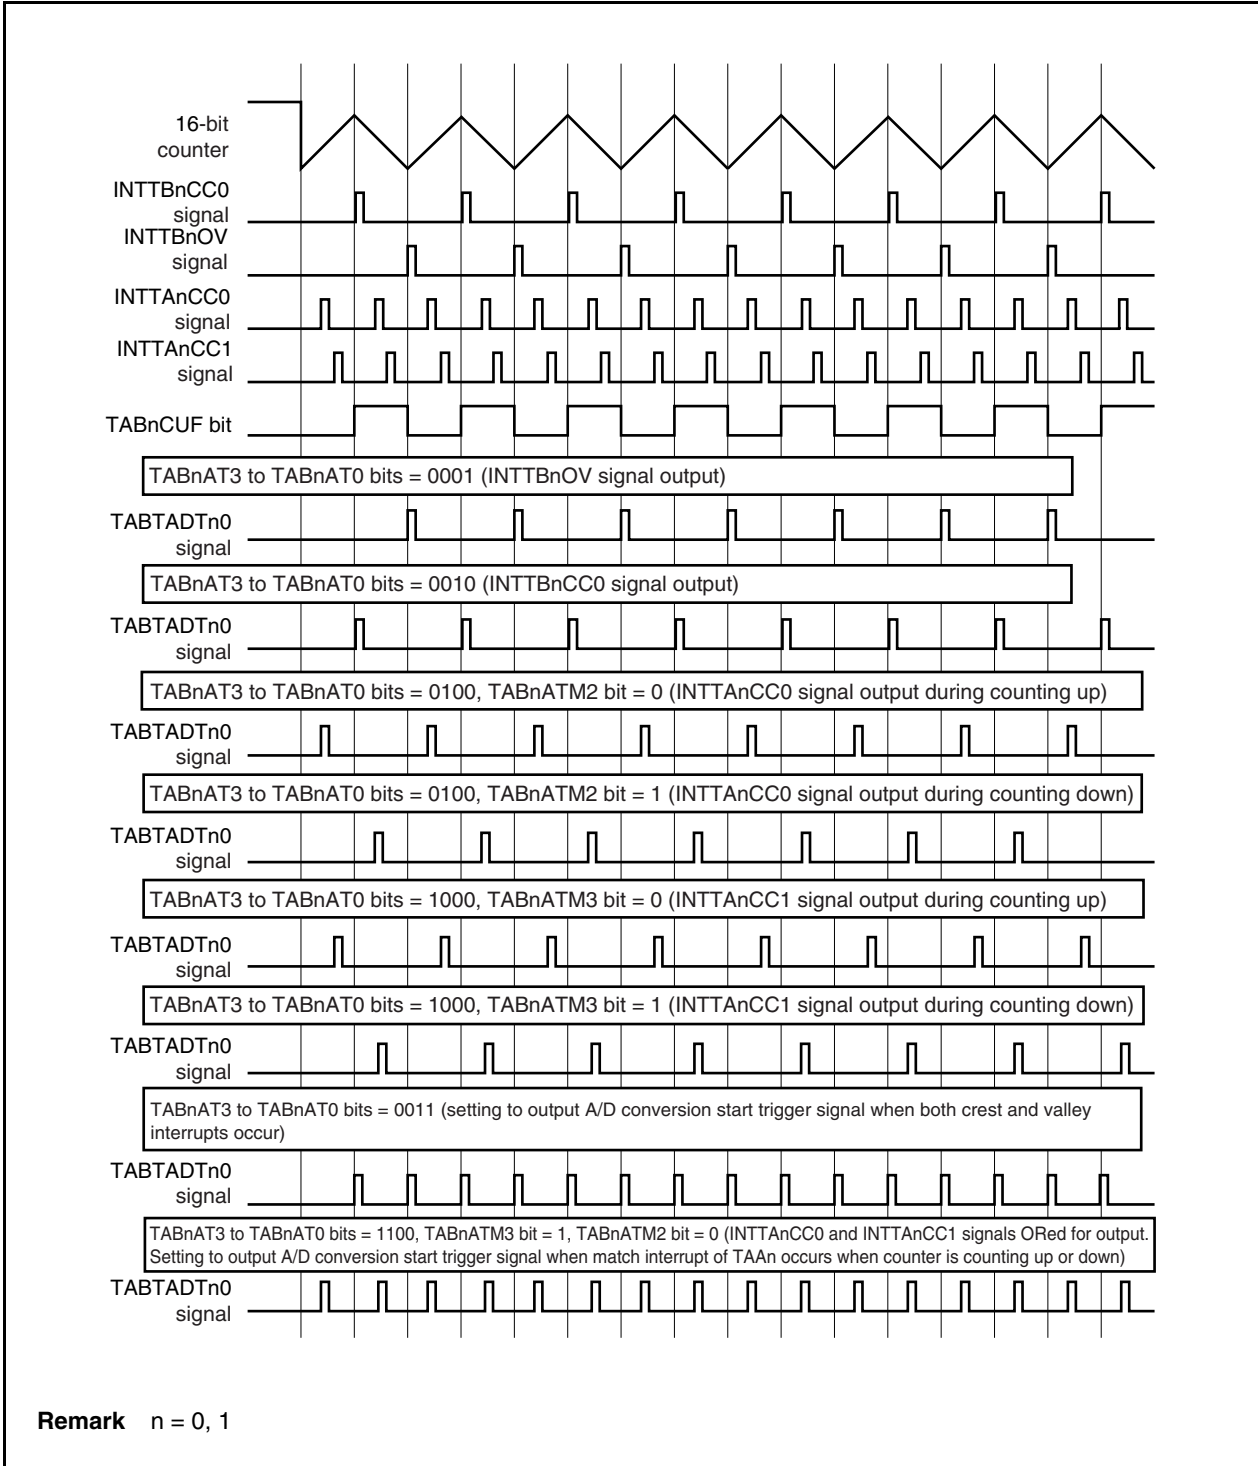 16-bit
counter
INTTBnCC0
signal
INTTBnOV
signal
INTTAnCC0
signal
INTTAnCC1
signal
TABnCUF bit
TABnAT3 to TABnAT0 bits = 0001 (INTTBnOV signal output)
TABTADTn0
signal
TABnAT3 to TABnAT0 bits = 0010 (INTTBnCC0 signal output)
TABTADTn0
signal
TABnAT3 to TABnAT0 bits = 0100, TABnATM2 bit = 0 (INTTAnCC0 signal output during counting up)
TABTADTn0
signal
TABnAT3 to TABnAT0 bits = 0100, TABnATM2 bit = 1 (INTTAnCC0 signal output during counting down)
TABTADTn0
signal
TABnAT3 to TABnAT0 bits = 1000, TABnATM3 bit = 0 (INTTAnCC1 signal output during counting up)
TABTADTn0
signal
TABnAT3 to TABnAT0 bits = 1000, TABnATM3 bit = 1 (INTTAnCC1 signal output during counting down)
TABTADTn0
signal
TABnAT3 to TABnAT0 bits = 0011 (setting to output A/D conversion start trigger signal when both crest and valley
interrupts occur)
TABTADTn0
signal
TABnAT3 to TABnAT0 bits = 1100, TABnATM3 bit = 1, TABnATM2 bit = 0 (INTTAnCC0 and INTTAnCC1 signals ORed for output.
Setting to output A/D conversion start trigger signal when match interrupt of TAAn occurs when counter is counting up or down)
TABTADTn0
signal
Remark n = 0, 1